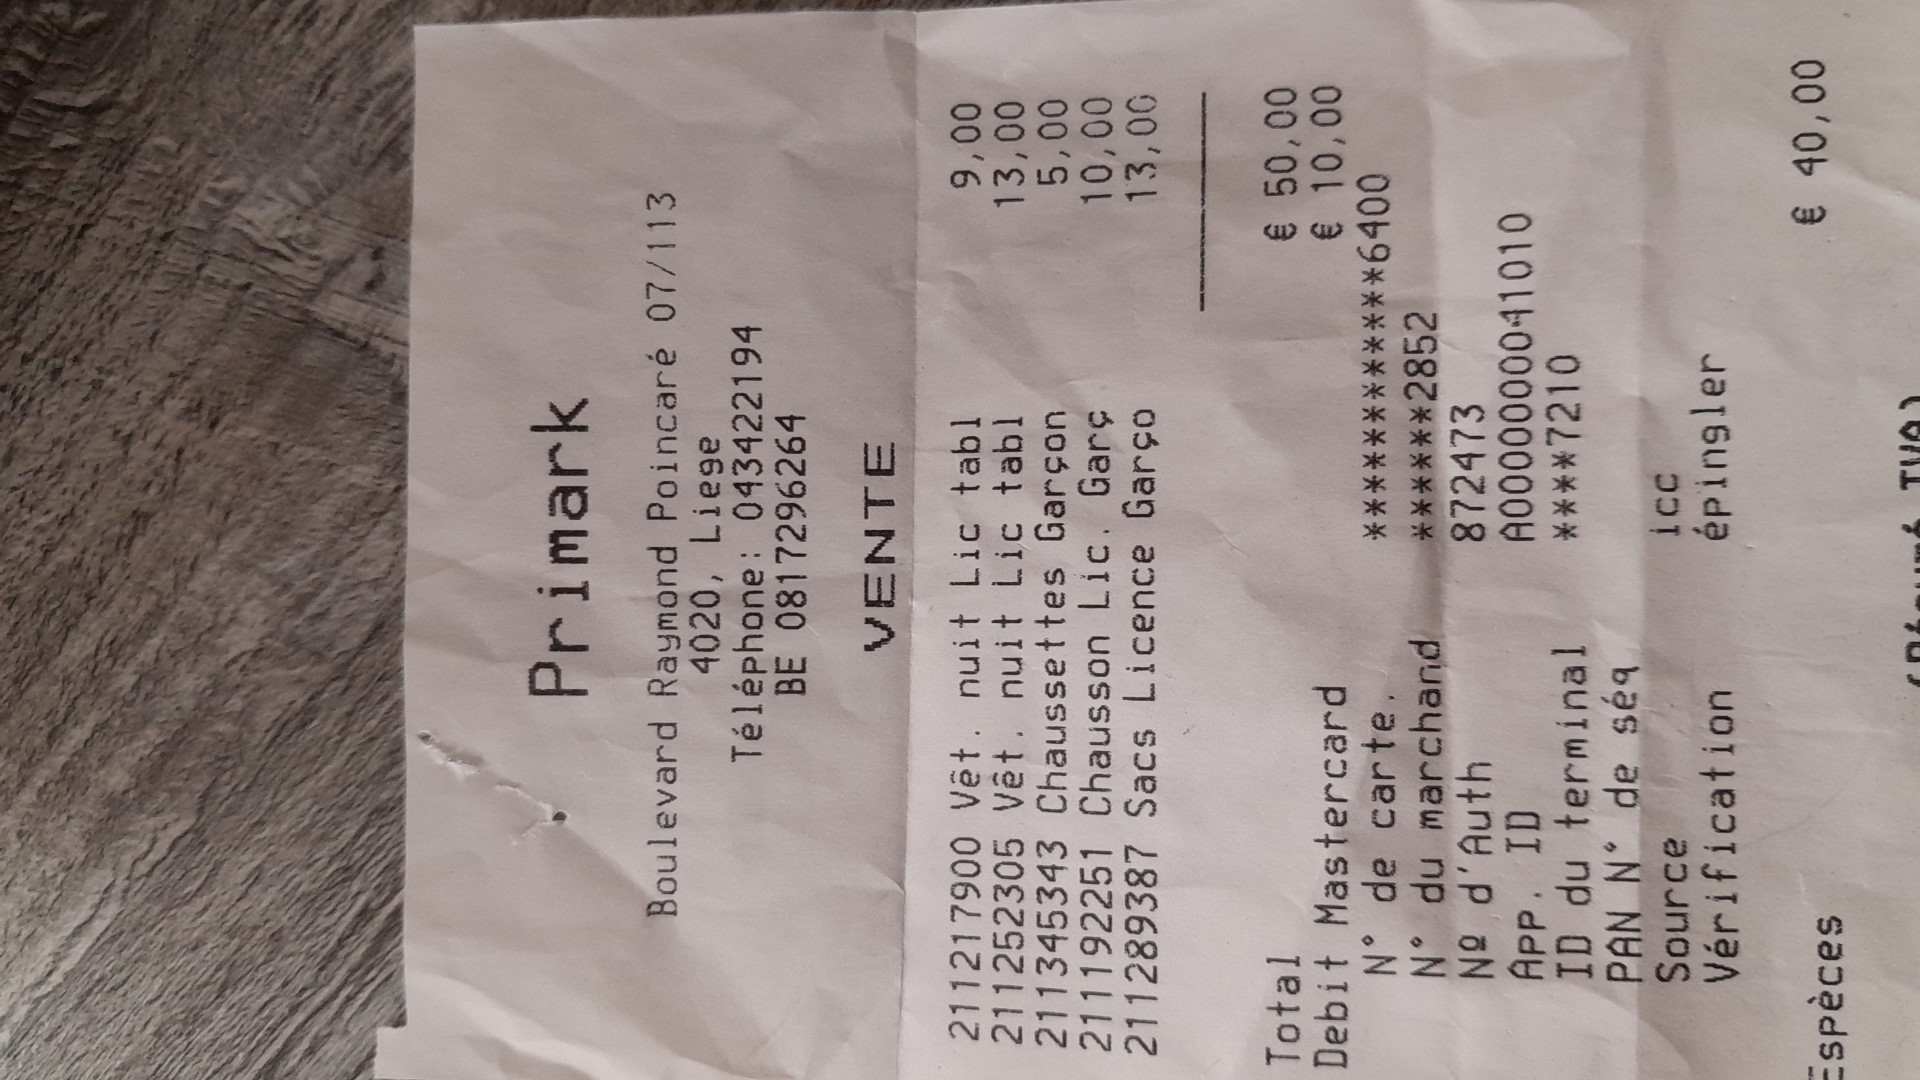 Primark
Boulevard Raymond Poincaré 07/113
4020, Liege
Téléphone: 043422194
BE 0817296264
VENTE
211217900 Vêt. nuit Lic tabl 9,00
211252305 Vêt. nuit Lic tabl 13,00
211345343 Chaussettes Garçon 5,00
211192251 Chausson Lic. Garç 10,00
211289387 Sacs Licence Garço 13,00
Total € 50,00
Debit Mastercard € 10,00
N° de carte. ***************6400
N° du marchand ******2852
Nº d'Auth 872473
APP. ID A0000000041010
ID du terminal ****7210
PAN N° de séq
Source icc
Vérification épingler
Espèces € 40,00